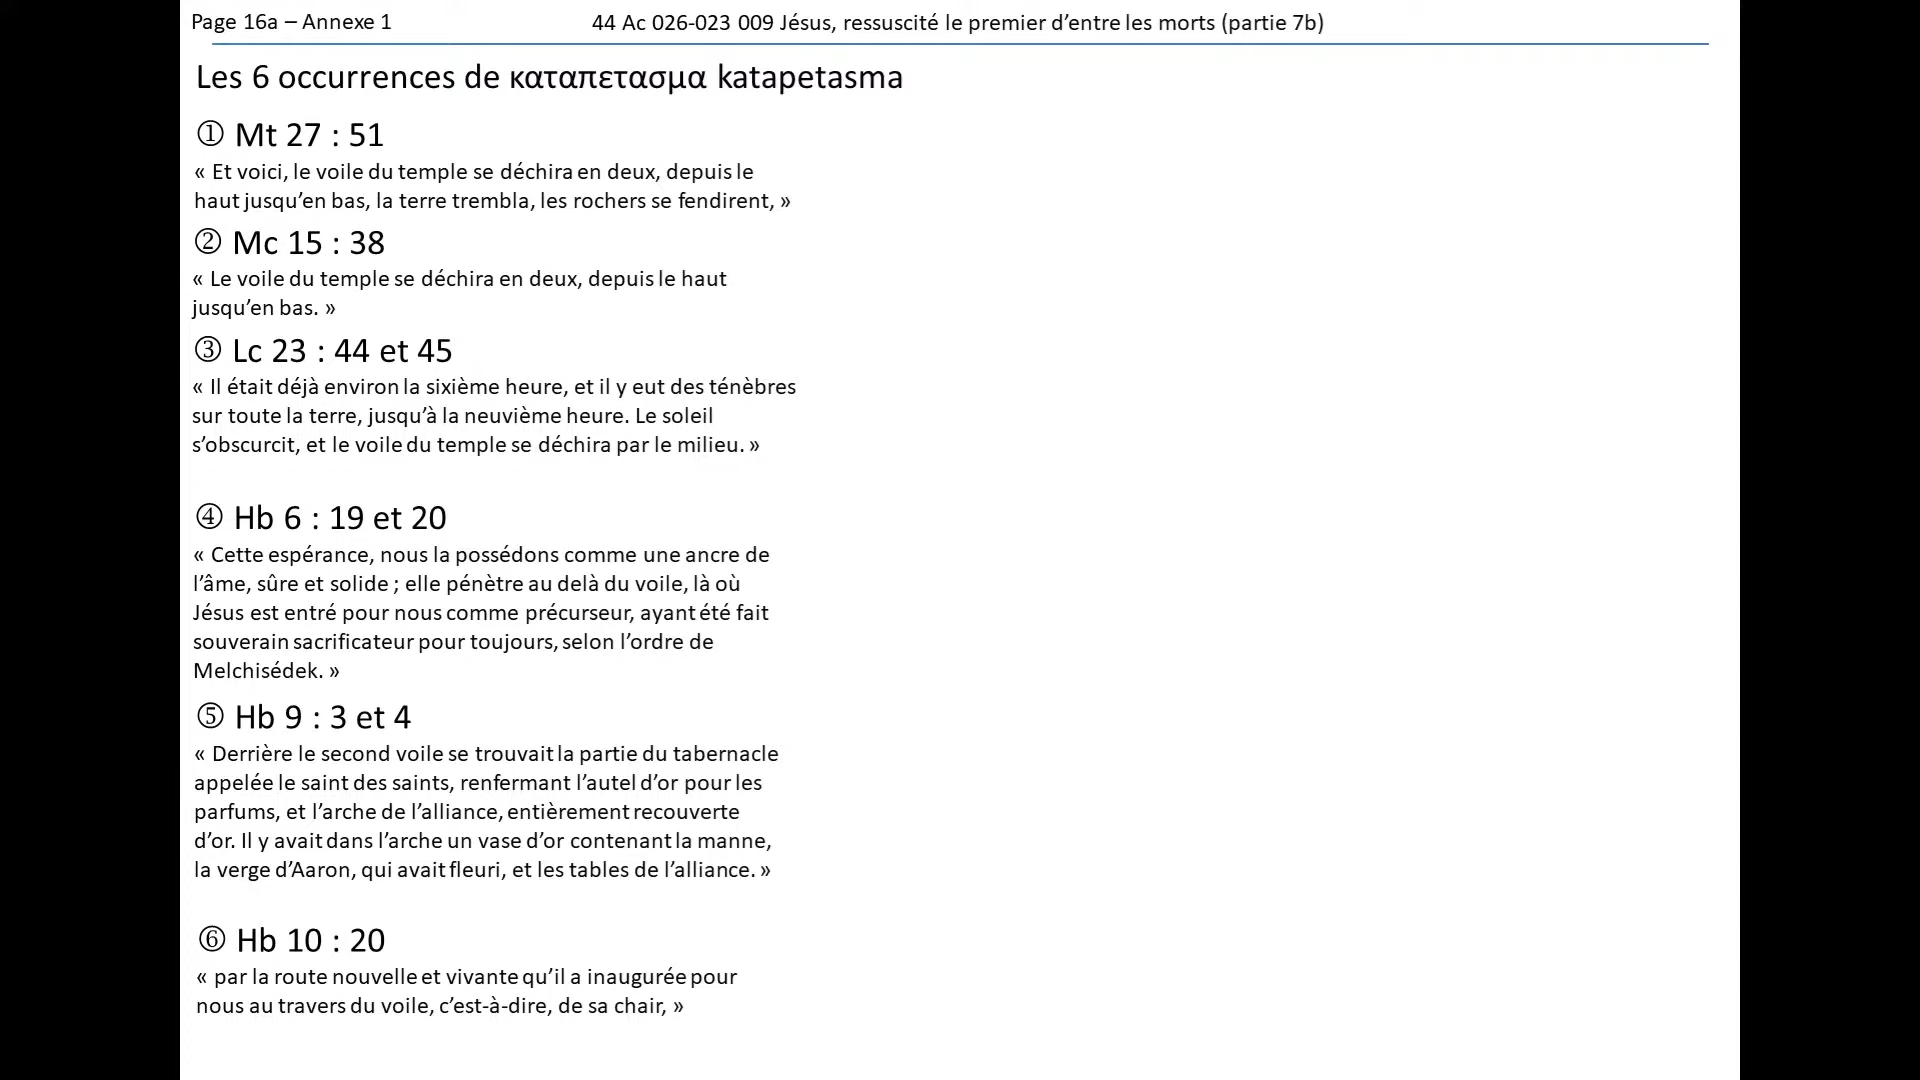 Page 16a – Annexe 1
44 Ac 026-023 009 Jésus, ressuscité le premier d’entre les morts (partie 7b)
Les 6 occurrences de καταπετασμα katapetasma
① Mt 27 : 51
« Et voici, le voile du temple se déchira en deux, depuis le
haut jusqu’en bas, la terre trembla, les rochers se fendirent, »
② Mc 15 : 38
« Le voile du temple se déchira en deux, depuis le haut
jusqu’en bas. »
③ Lc 23 : 44 et 45
« Il était déjà environ la sixième heure, et il y eut des ténèbres
sur toute la terre, jusqu’à la neuvième heure. Le soleil
s’obscurcit, et le voile du temple se déchira par le milieu. »
④ Hb 6 : 19 et 20
« Cette espérance, nous la possédons comme une ancre de
l’âme, sûre et solide ; elle pénètre au delà du voile, là où
Jésus est entré pour nous comme précurseur, ayant été fait
souverain sacrificateur pour toujours, selon l’ordre de
Melchisédek. »
⑤ Hb 9 : 3 et 4
« Derrière le second voile se trouvait la partie du tabernacle
appelée le saint des saints, renfermant l’autel d’or pour les
parfums, et l’arche de l’alliance, entièrement recouverte
d’or. Il y avait dans l’arche un vase d’or contenant la manne,
la verge d’Aaron, qui avait fleuri, et les tables de l’alliance. »
⑥ Hb 10 : 20
« par la route nouvelle et vivante qu’il a inaugurée pour
nous au travers du voile, c’est-à-dire, de sa chair, »